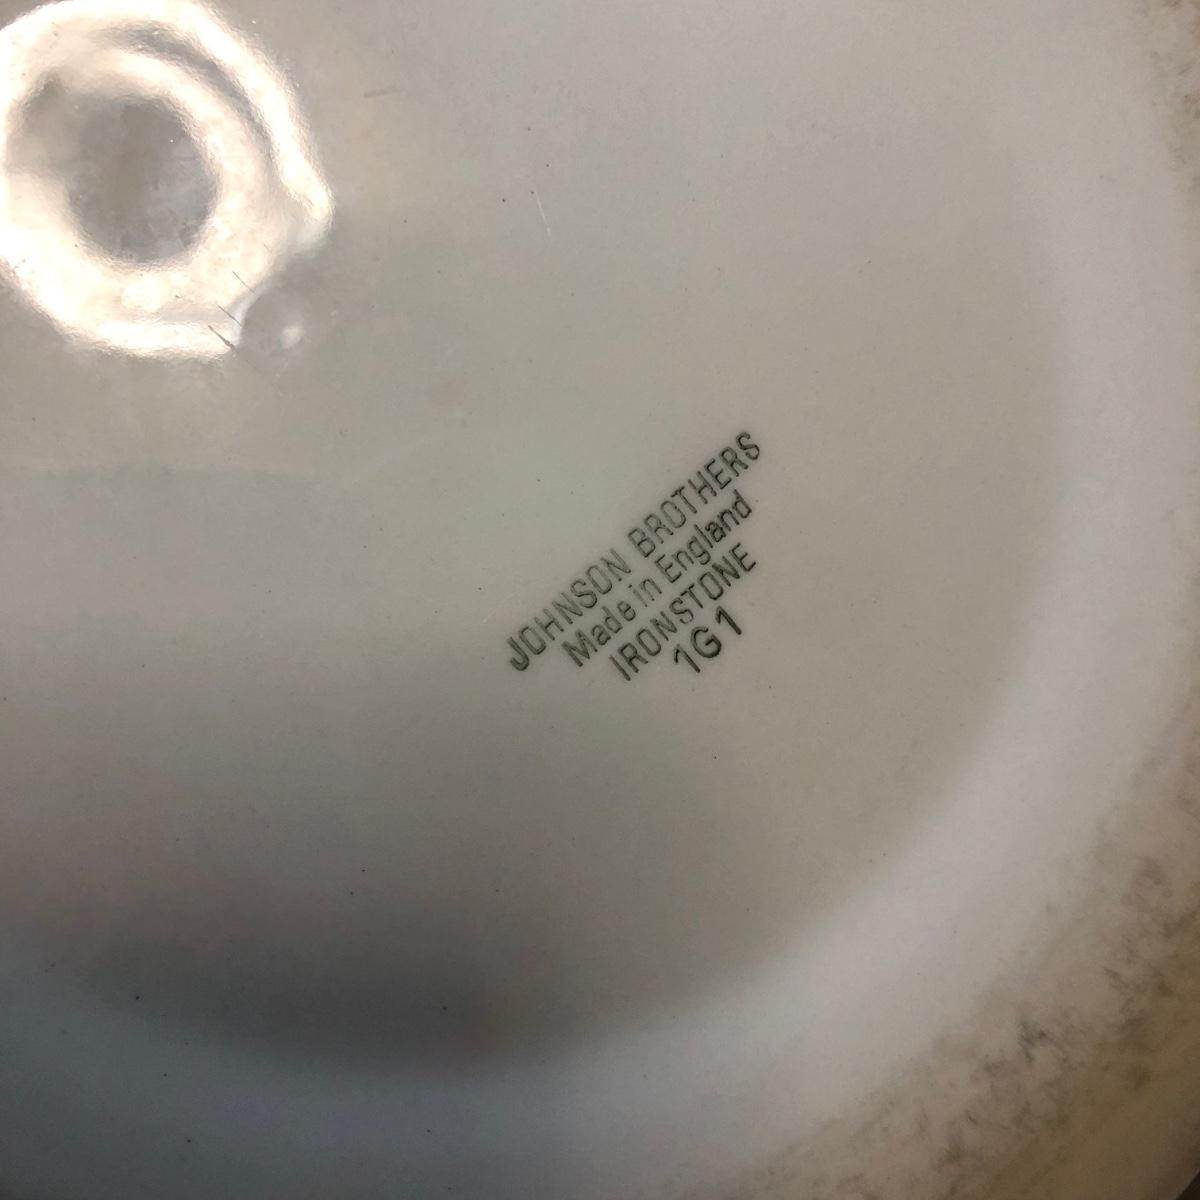 JOHNSON BROTHERS
Made in England
IRONSTONE
1G1